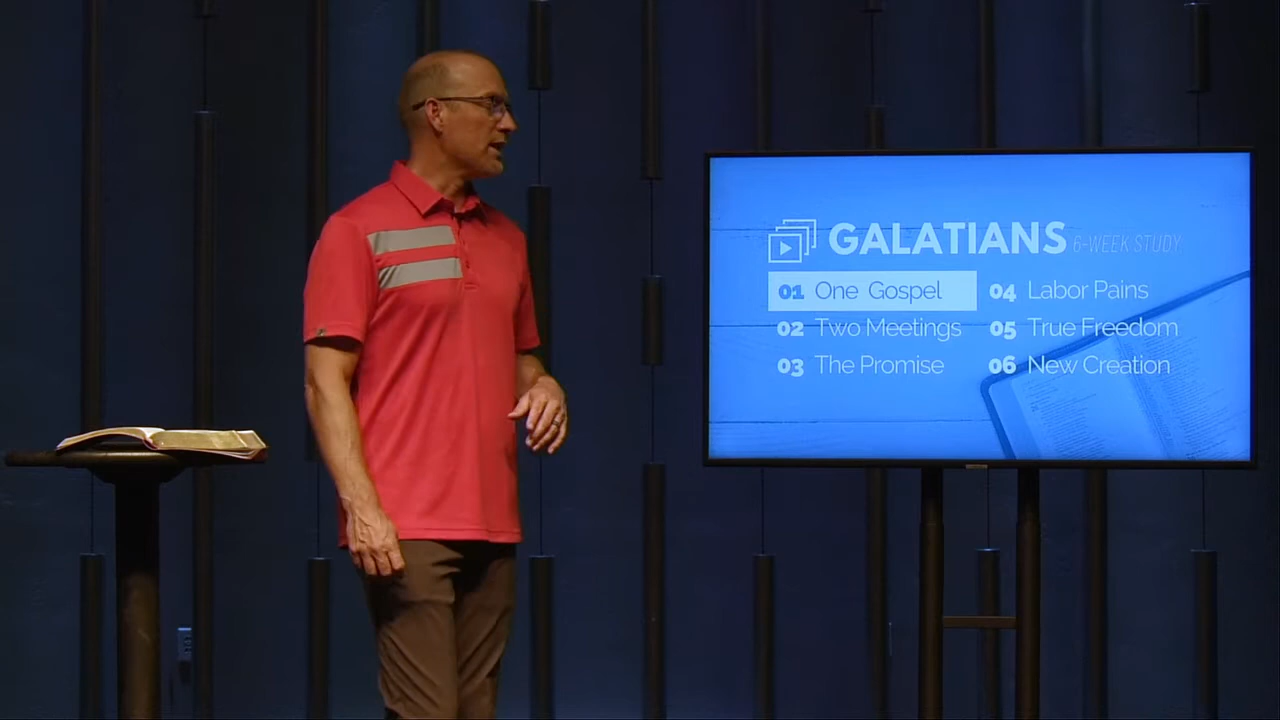 GALATIANS 6-WEEK STUDY
01 One Gospel
02 Two Meetings
03 The Promise
04 Labor Pains
05 True Freedom
06 New Creation